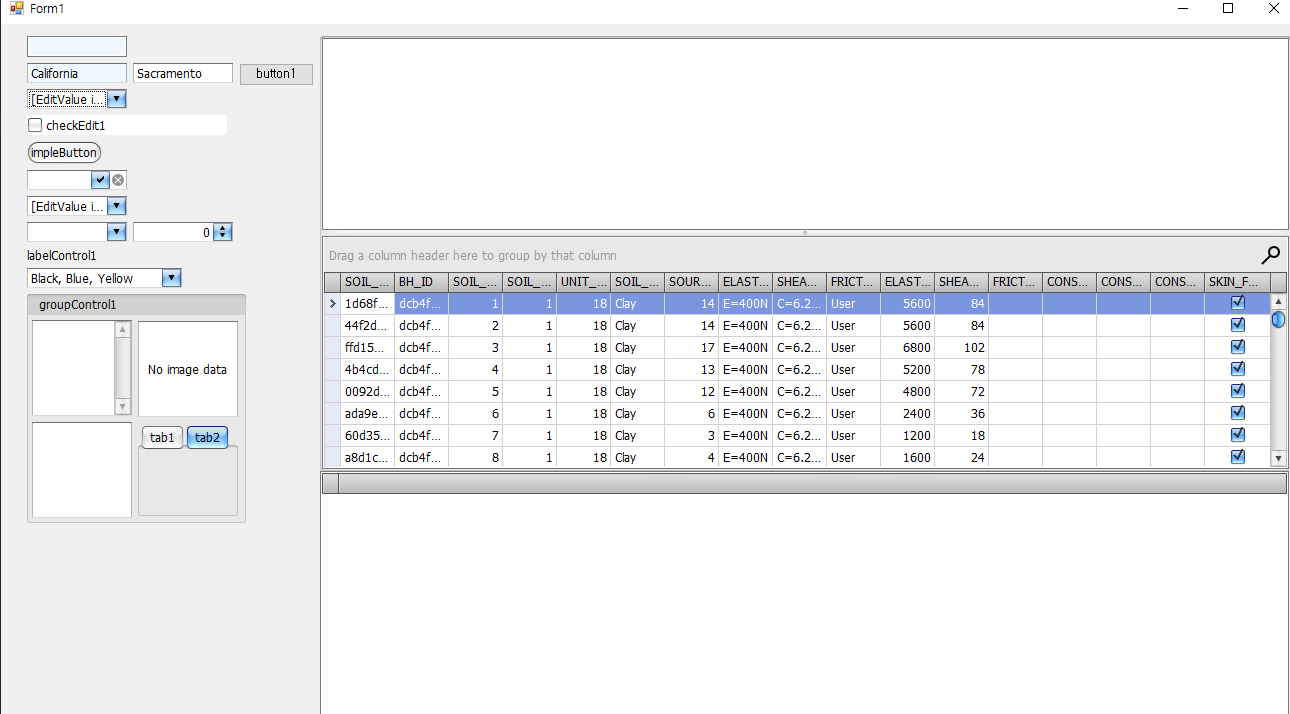 Form1
California Sacramento button1
[EditValue i...
checkEdit1
impleButton
[EditValue i...
0
labelControl1
Black, Blue, Yellow
groupControl1
No image data
tab1 tab2
Drag a column header here to group by that column
SOIL_... BH_ID SOIL_... SOIL_... UNIT_... SOIL_... SOUR... ELAST... SHEA... FRICT... ELAST... SHEA... FRICT... CONS... CONS... CONS... SKIN_F...
1d68f... dcb4f... 1 1 18 Clay 14 E=400N C=6.2... User 5600 84
44f2d... dcb4f... 2 1 18 Clay 14 E=400N C=6.2... User 5600 84
ffd15... dcb4f... 3 1 18 Clay 17 E=400N C=6.2... User 6800 102
4b4cd... dcb4f... 4 1 18 Clay 13 E=400N C=6.2... User 5200 78
0092d... dcb4f... 5 1 18 Clay 12 E=400N C=6.2... User 4800 72
ada9e... dcb4f... 6 1 18 Clay 6 E=400N C=6.2... User 2400 36
60d35... dcb4f... 7 1 18 Clay 3 E=400N C=6.2... User 1200 18
a8d1c... dcb4f... 8 1 18 Clay 4 E=400N C=6.2... User 1600 24